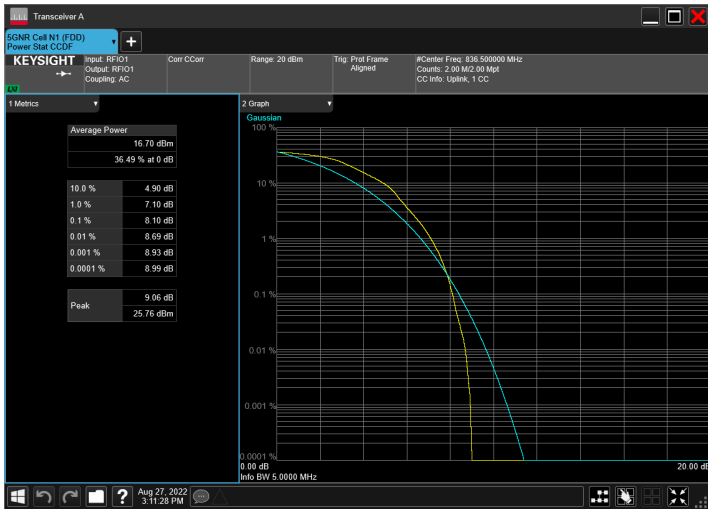 Transceiver A
5GNR Cell N1 (FDD)
Power Stat CCDF
KEYSIGHT
Input: RFIO1
Output: RFIO1
Coupling: AC
Corr CCorr
Range: 20 dBm
Trig: Prot Frame
Aligned
#Center Freq: 836.500000 MHz
Counts: 2.00 M/2.00 Mpt
CC Info: Uplink, 1 CC
LXI
1 Metrics
Average Power
16.70 dBm
36.49 % at 0 dB
10.0 % 4.90 dB
1.0 % 7.10 dB
0.1 % 8.10 dB
0.01 % 8.69 dB
0.001 % 8.93 dB
0.0001 % 8.99 dB
Peak
9.06 dB
25.76 dBm
2 Graph
Gaussian
100 %
10 %
1 %
0.1 %
0.01 %
0.001 %
0.0001 %
0.00 dB
20.00 dB
Info BW 5.0000 MHz
Aug 27, 2022
3:11:28 PM